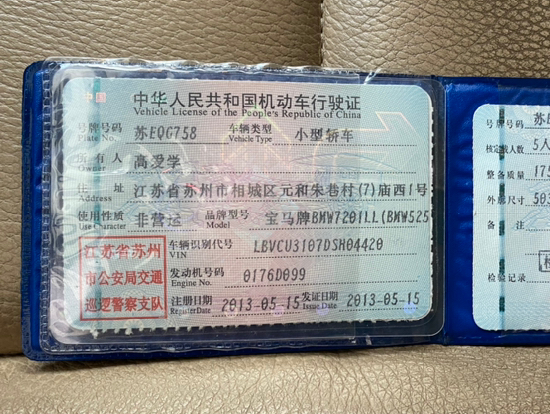 中国
中华人民共和国机动车行驶证
Vehicle License of the People's Republic of China
号牌号码 苏EQG758 车辆类型 小型轿车
Plate No. Vehicle Type
所有人 高爱学
Owner
住址 江苏省苏州市相城区元和朱巷村(7)庙西1号
Address
使用性质 非营运 品牌型号 宝马牌BMW7201LL(BMW525
Use Character Model
江苏省苏州
市公安局交通
巡逻警察支队
车辆识别代号 LBVCU3107DSH04420
VIN
发动机号码 0176D099
Engine No.
注册日期 2013-05-15 发证日期 2013-05-15
Register Date Issue Date
号牌号码 苏E
核定载人数 5人
整备质量 175
外形尺寸 503
备注
检验记录